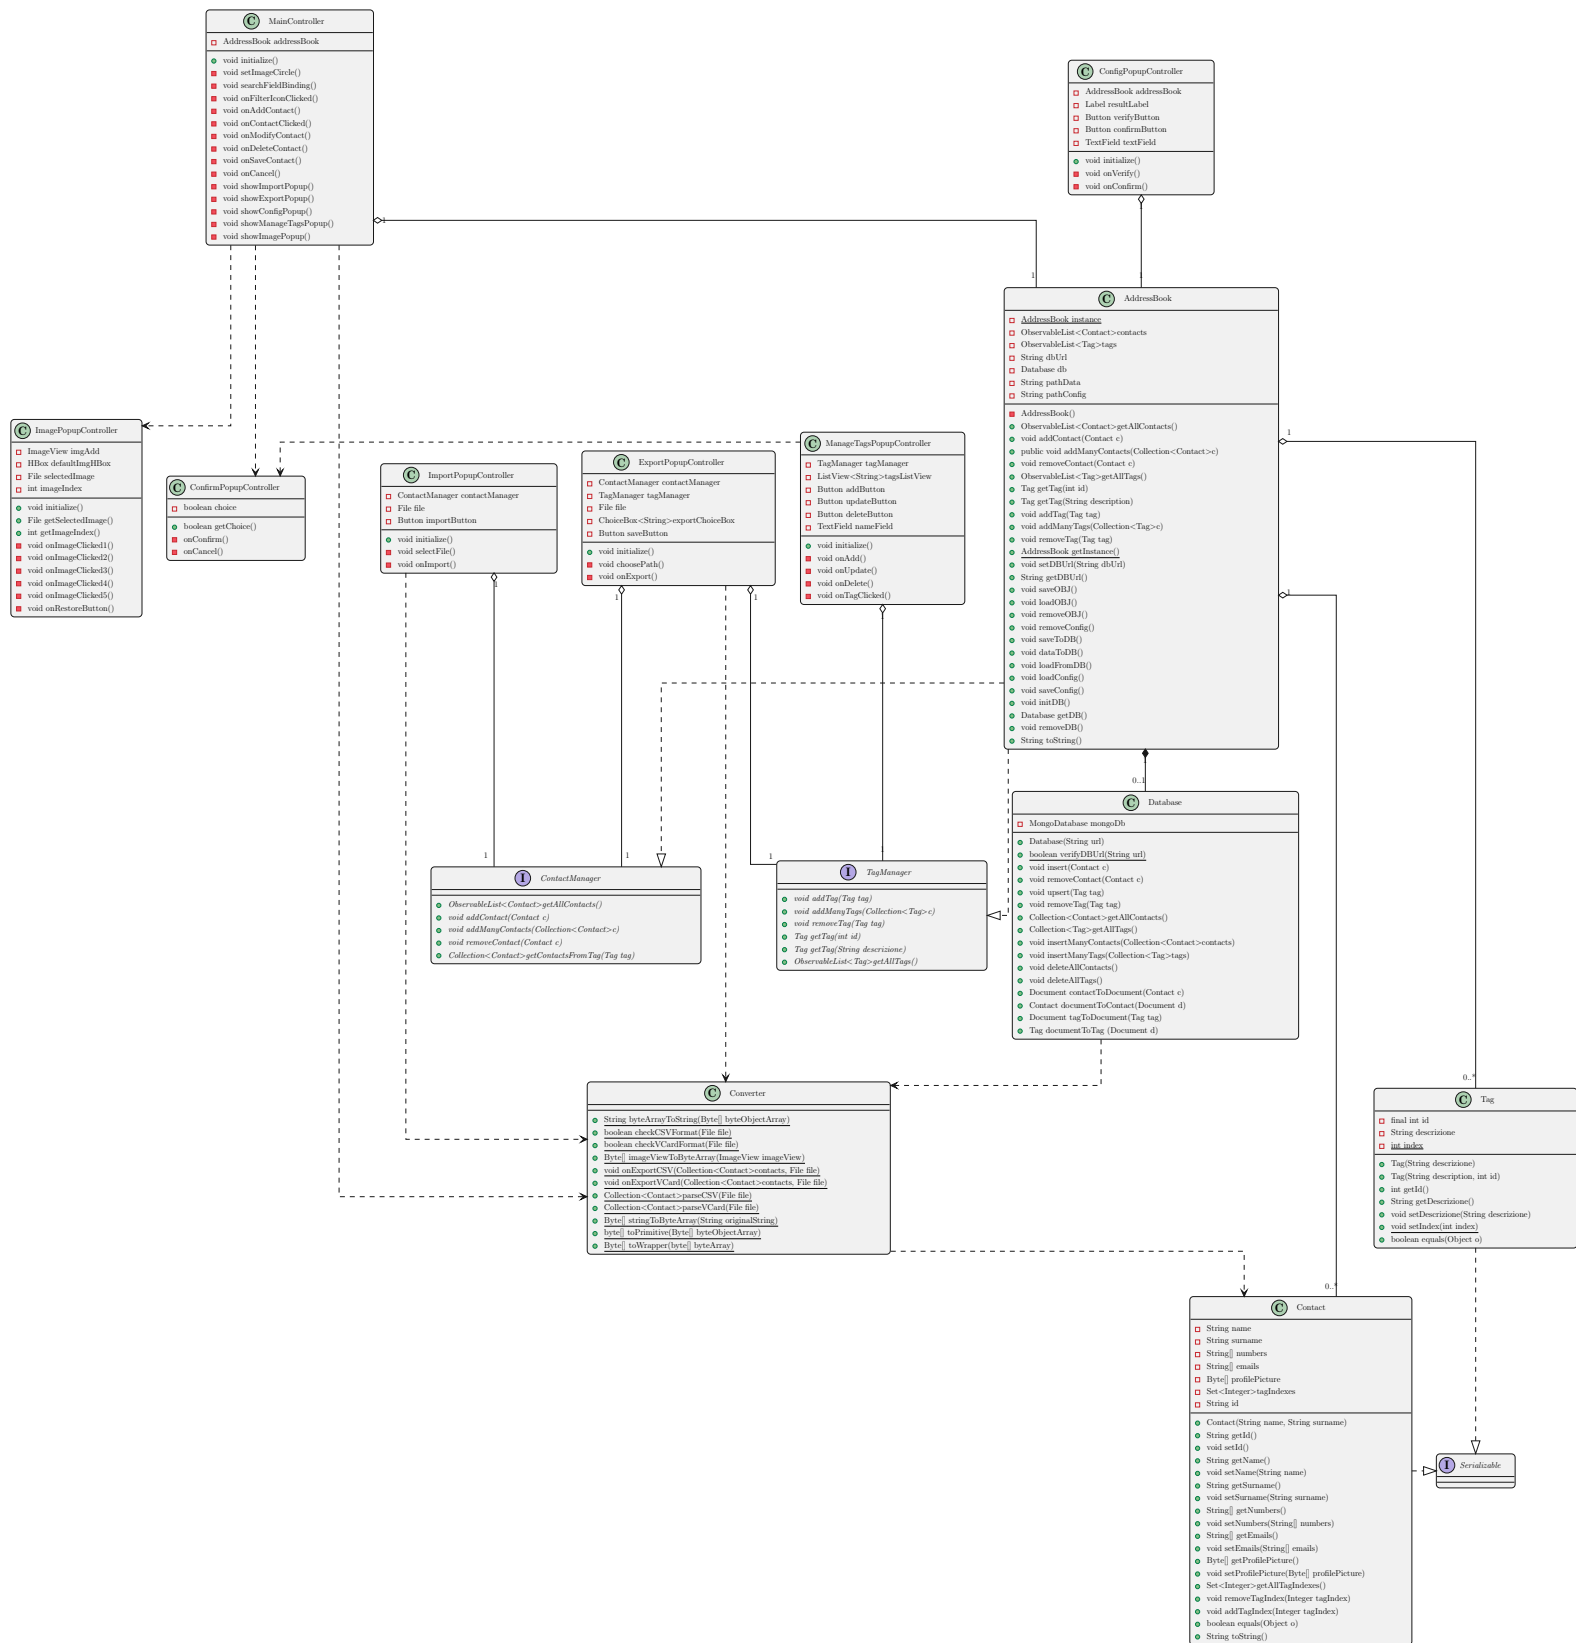 C MainController
AddressBook addressBook
void initialize()
void setImageCircle()
void searchFieldBinding()
void onFilterIconClicked()
void onAddContact()
void onContactClicked()
void onModifyContact()
void onDeleteContact()
void onSaveContact()
void onCancel()
void showImportPopup()
void showExportPopup()
void showConfigPopup()
void showManageTagsPopup()
void showImagePopup()
1
1
C ConfigPopupController
AddressBook addressBook
Label resultLabel
Button verifyButton
Button confirmButton
TextField textField
void initialize()
void onVerify()
void onConfirm()
1
1
C AddressBook
AddressBook instance
ObservableList<Contact>contacts
ObservableList<Tag>tags
String dbUrl
Database db
String pathData
String pathConfig
AddressBook()
ObservableList<Contact>getAllContacts()
void addContact(Contact c)
public void addManyContacts(Collection<Contact>c)
void removeContact(Contact c)
ObservableList<Tag>getAllTags()
Tag getTag(int id)
Tag getTag(String description)
void addTag(Tag tag)
void addManyTags(Collection<Tag>c)
void removeTag(Tag tag)
AddressBook getInstance()
void setDBUrl(String dbUrl)
String getDBUrl()
void saveOBJ()
void loadOBJ()
void removeOBJ()
void removeConfig()
void saveToDB()
void dataToDB()
void loadFromDB()
void loadConfig()
void saveConfig()
void initDB()
Database getDB()
void removeDB()
String toString()
1
1
1
0..1
C ImagePopupController
ImageView imgAdd
HBox defaultImgHBox
File selectedImage
int imageIndex
void initialize()
File getSelectedImage()
int getImageIndex()
void onImageClicked1()
void onImageClicked2()
void onImageClicked3()
void onImageClicked4()
void onImageClicked5()
void onRestoreButton()
C ConfirmPopupController
boolean choice
boolean getChoice()
onConfirm()
onCancel()
C ImportPopupController
ContactManager contactManager
File file
Button importButton
void initialize()
void selectFile()
void onImport()
1
1
C ExportPopupController
ContactManager contactManager
TagManager tagManager
File file
ChoiceBox<String>exportChoiceBox
Button saveButton
void initialize()
void choosePath()
void onExport()
1
1
1
1
C ManageTagsPopupController
TagManager tagManager
ListView<String>tagsListView
Button addButton
Button updateButton
Button deleteButton
TextField nameField
void initialize()
void onAdd()
void onUpdate()
void onDelete()
void onTagClicked()
1
1
C Database
MongoDatabase mongoDb
Database(String url)
boolean verifyDBUrl(String url)
void insert(Contact c)
void removeContact(Contact c)
void upsert(Tag tag)
void removeTag(Tag tag)
Collection<Contact>getAllContacts()
Collection<Tag>getAllTags()
void insertManyContacts(Collection<Contact>contacts)
void insertManyTags(Collection<Tag>tags)
void deleteAllContacts()
void deleteAllTags()
Document contactToDocument(Contact c)
Contact documentToContact(Document d)
Document tagToDocument(Tag tag)
Tag documentToTag (Document d)
I ContactManager
ObservableList<Contact>getAllContacts()
void addContact(Contact c)
void addManyContacts(Collection<Contact>c)
void removeContact(Contact c)
Collection<Contact>getContactsFromTag(Tag tag)
I TagManager
void addTag(Tag tag)
void addManyTags(Collection<Tag>c)
void removeTag(Tag tag)
Tag getTag(int id)
Tag getTag(String descrizione)
ObservableList<Tag>getAllTags()
C Converter
String byteArrayToString(Byte[] byteObjectArray)
boolean checkCSVFormat(File file)
boolean checkVCardFormat(File file)
Byte[] imageViewToByteArray(ImageView imageView)
void onExportCSV(Collection<Contact>contacts, File file)
void onExportVCard(Collection<Contact>contacts, File file)
Collection<Contact>parseCSV(File file)
Collection<Contact>parseVCard(File file)
Byte[] stringToByteArray(String originalString)
byte[] toPrimitive(Byte[] byteObjectArray)
Byte[] toWrapper(byte[] byteArray)
0..*
C Tag
final int id
String descrizione
int index
Tag(String descrizione)
Tag(String description, int id)
int getId()
String getDescrizione()
void setDescrizione(String descrizione)
void setIndex(int index)
boolean equals(Object o)
0..*
C Contact
String name
String surname
String[] numbers
String[] emails
Byte[] profilePicture
Set<Integer>tagIndexes
String id
Contact(String name, String surname)
String getId()
void setId()
String getName()
void setName(String name)
String getSurname()
void setSurname(String surname)
String[] getNumbers()
void setNumbers(String[] numbers)
String[] getEmails()
void setEmails(String[] emails)
Byte[] getProfilePicture()
void setProfilePicture(Byte[] profilePicture)
Set<Integer>getAllTagIndexes()
void removeTagIndex(Integer tagIndex)
void addTagIndex(Integer tagIndex)
boolean equals(Object o)
String toString()
I Serializable